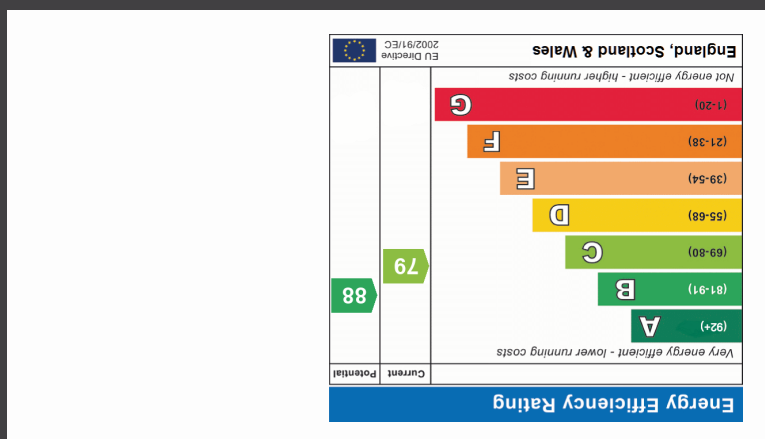 Energy Efficiency Rating
Current Potential
Very energy efficient - lower running costs
(92+) A
(81-91) B
(69-80) C
(55-68) D
(39-54) E
(21-38) F
(1-20) G
79
88
Not energy efficient - higher running costs
England, Scotland & Wales
EU Directive
2002/91/EC